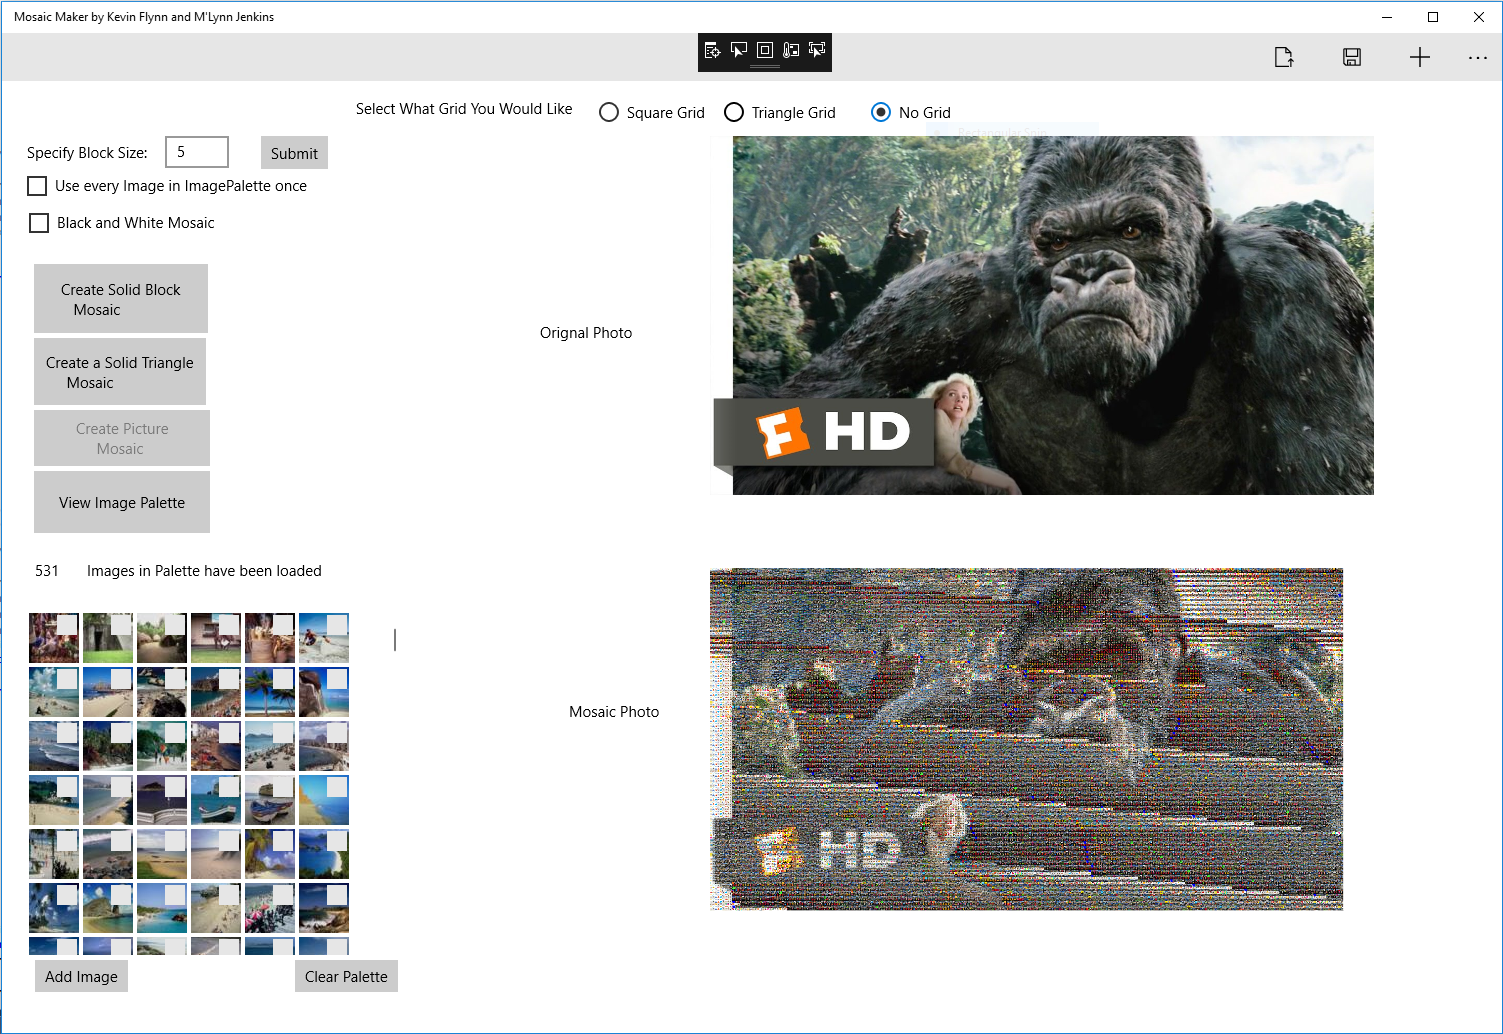 Mosaic Maker by Kevin Flynn and M'Lynn Jenkins
Select What Grid You Would Like
Square Grid
Triangle Grid
No Grid
Rectangular Snip
Specify Block Size:
5
Submit
Use every Image in ImagePalette once
Black and White Mosaic
Create Solid Block
Mosaic
Create a Solid Triangle
Mosaic
Create Picture
Mosaic
View Image Palette
Orignal Photo
F HD
531 Images in Palette have been loaded
Mosaic Photo
F HD
Add Image
Clear Palette